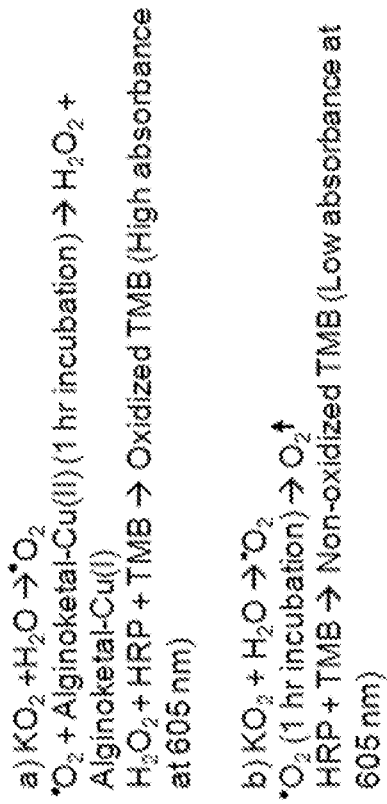 a) KO₂ +H₂O → •O₂
•O₂ + Alginoketal-Cu(II) (1 hr incubation) → H₂O₂ +
Alginoketal-Cu(I)
H₂O₂ + HRP + TMB → Oxidized TMB (High absorbance
at 605 nm)
b) KO₂ + H₂O → •O₂
•O₂ (1 hr incubation) → O₂↑
HRP + TMB → Non-oxidized TMB (Low absorbance at
605 nm)